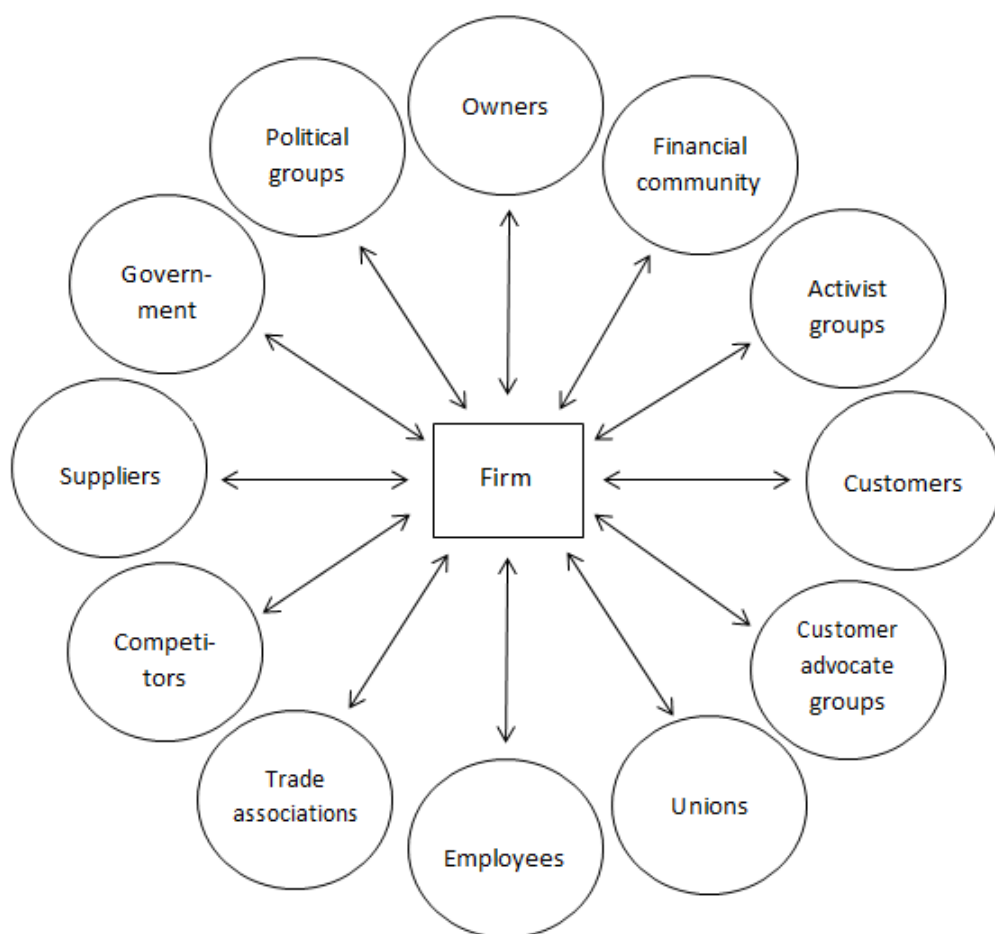 Owners
Political
groups
Financial
community
Govern-
ment
Activist
groups
Suppliers
Firm
Customers
Competi-
tors
Customer
advocate
groups
Trade
associations
Unions
Employees